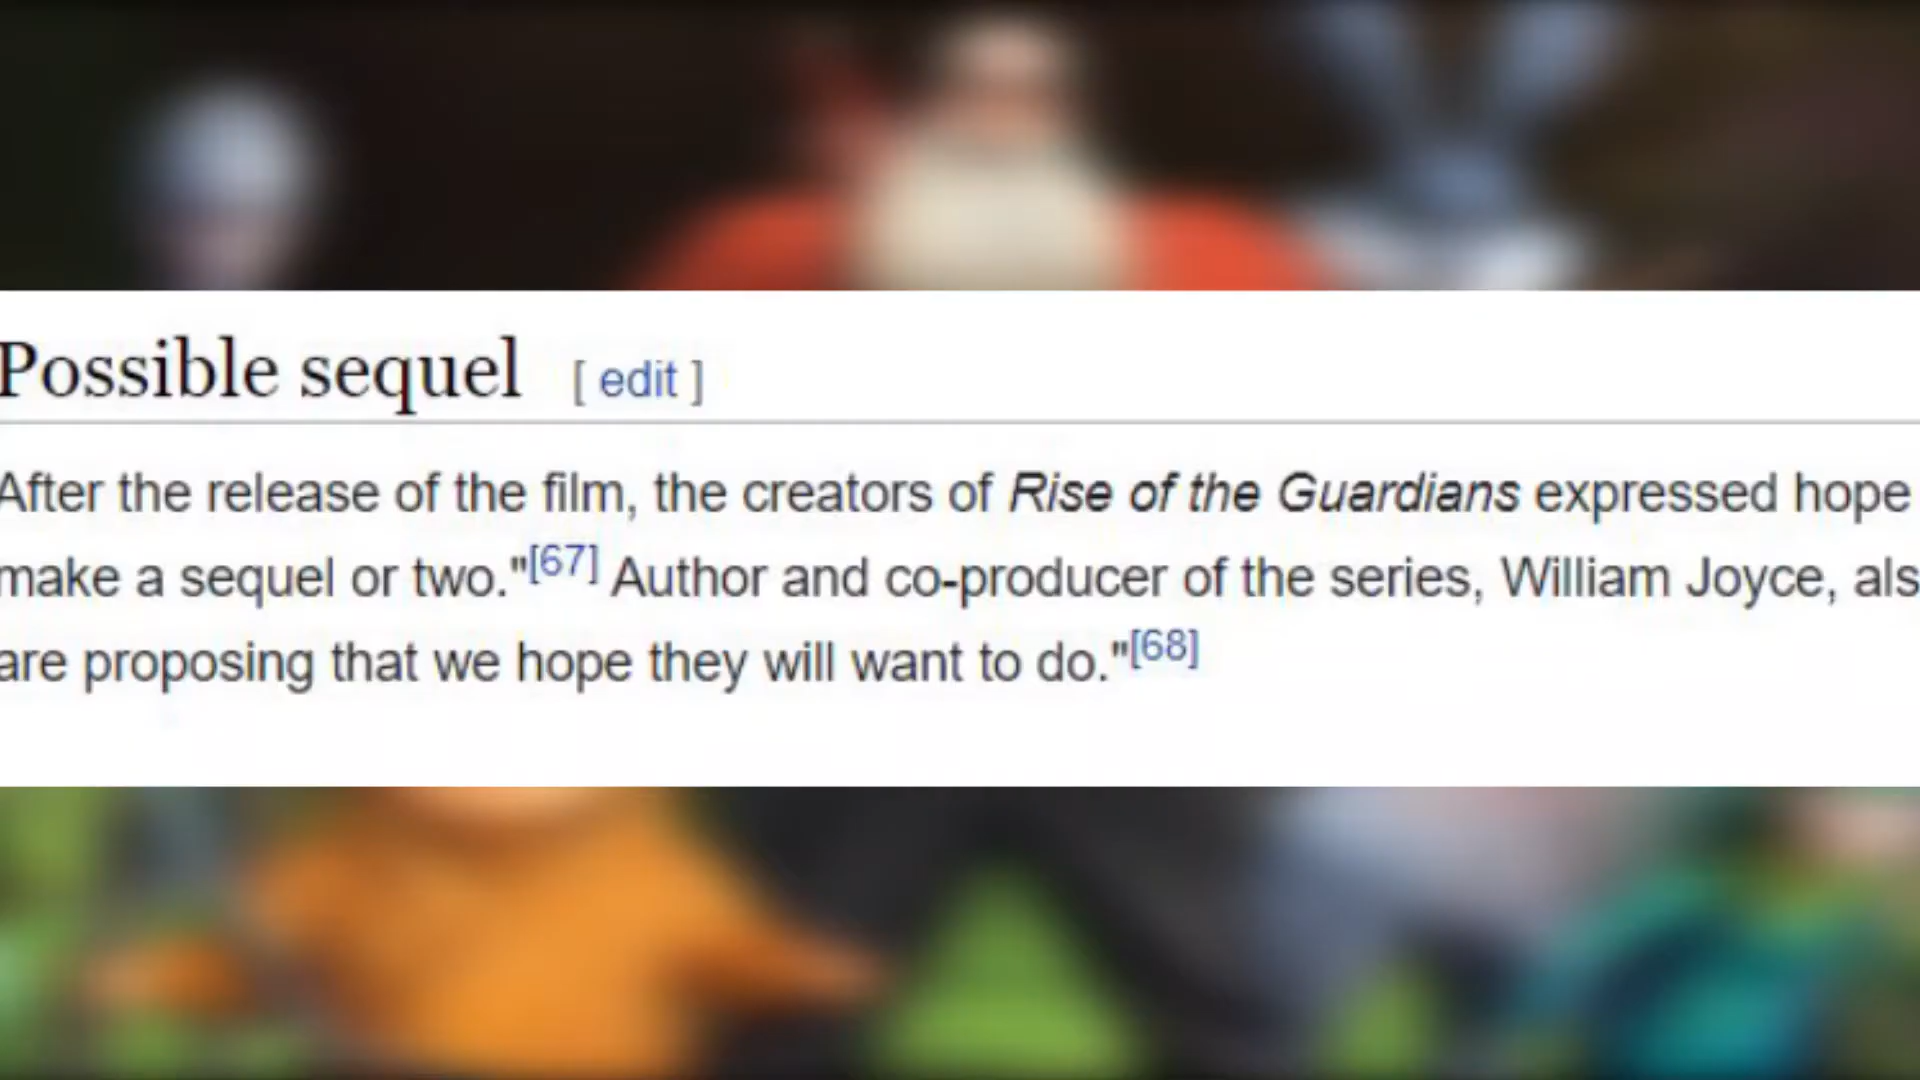 Possible sequel [ edit ]
After the release of the film, the creators of Rise of the Guardians expressed hope
make a sequel or two."[67] Author and co-producer of the series, William Joyce, als
are proposing that we hope they will want to do."[68]